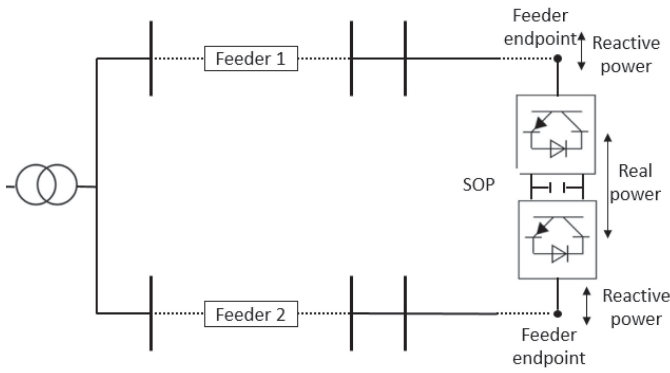 Feeder
endpoint
Reactive
power
Feeder 1
SOP
Real
power
Feeder 2
Reactive
power
Feeder
endpoint